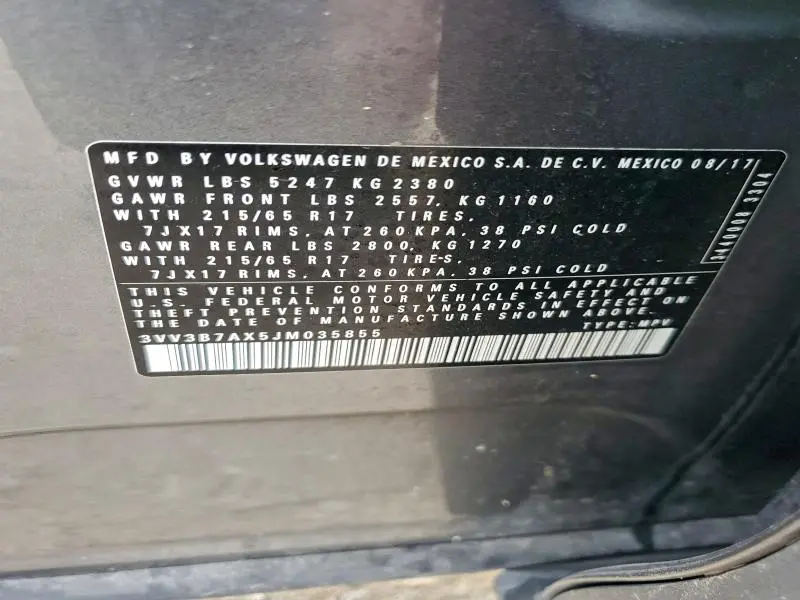 MFD BY VOLKSWAGEN DE MEXICO S.A. DE C.V. MEXICO 08/17
GVWR LBS 5247 KG 2380
GAWR FRONT LBS 2557, KG 1160
WITH 215/65 R17 TIRES,
7JX17 RIMS, AT 260 KPA, 38 PSI COLD
GAWR REAR LBS 2800, KG 1270
WITH 215/65 R17 TIRES,
7JX17 RIMS, AT 260 KPA, 38 PSI COLD
THIS VEHICLE CONFORMS TO ALL APPLICABLE
U.S. FEDERAL MOTOR VEHICLE SAFETY AND
THEFT PREVENTION STANDARDS IN EFFECT ON
THE DATE OF MANUFACTURE SHOWN ABOVE.
3VV3B7AX5JM035855 TYPE:MPV
3440008 3304